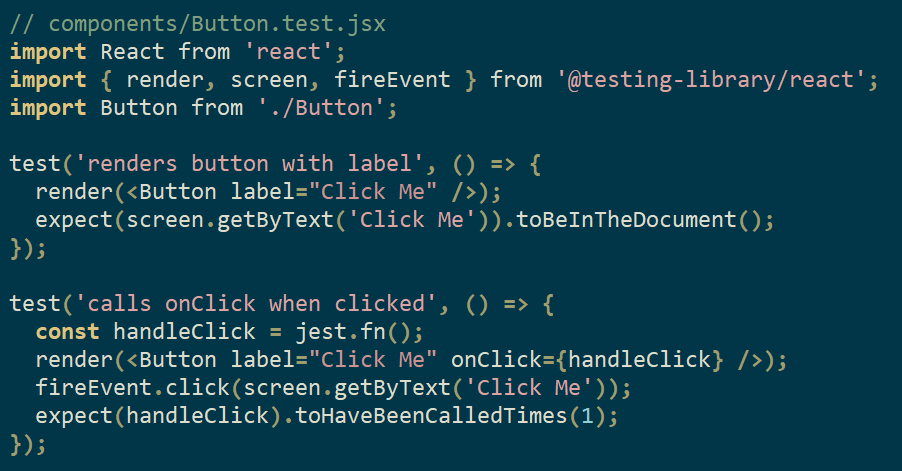 // components/Button.test.jsx
import React from 'react';
import { render, screen, fireEvent } from '@testing-library/react';
import Button from './Button';

test('renders button with label', () => {
  render(<Button label="Click Me" />);
  expect(screen.getByText('Click Me')).toBeInTheDocument();
});

test('calls onClick when clicked', () => {
  const handleClick = jest.fn();
  render(<Button label="Click Me" onClick={handleClick} />);
  fireEvent.click(screen.getByText('Click Me'));
  expect(handleClick).toHaveBeenCalledTimes(1);
});